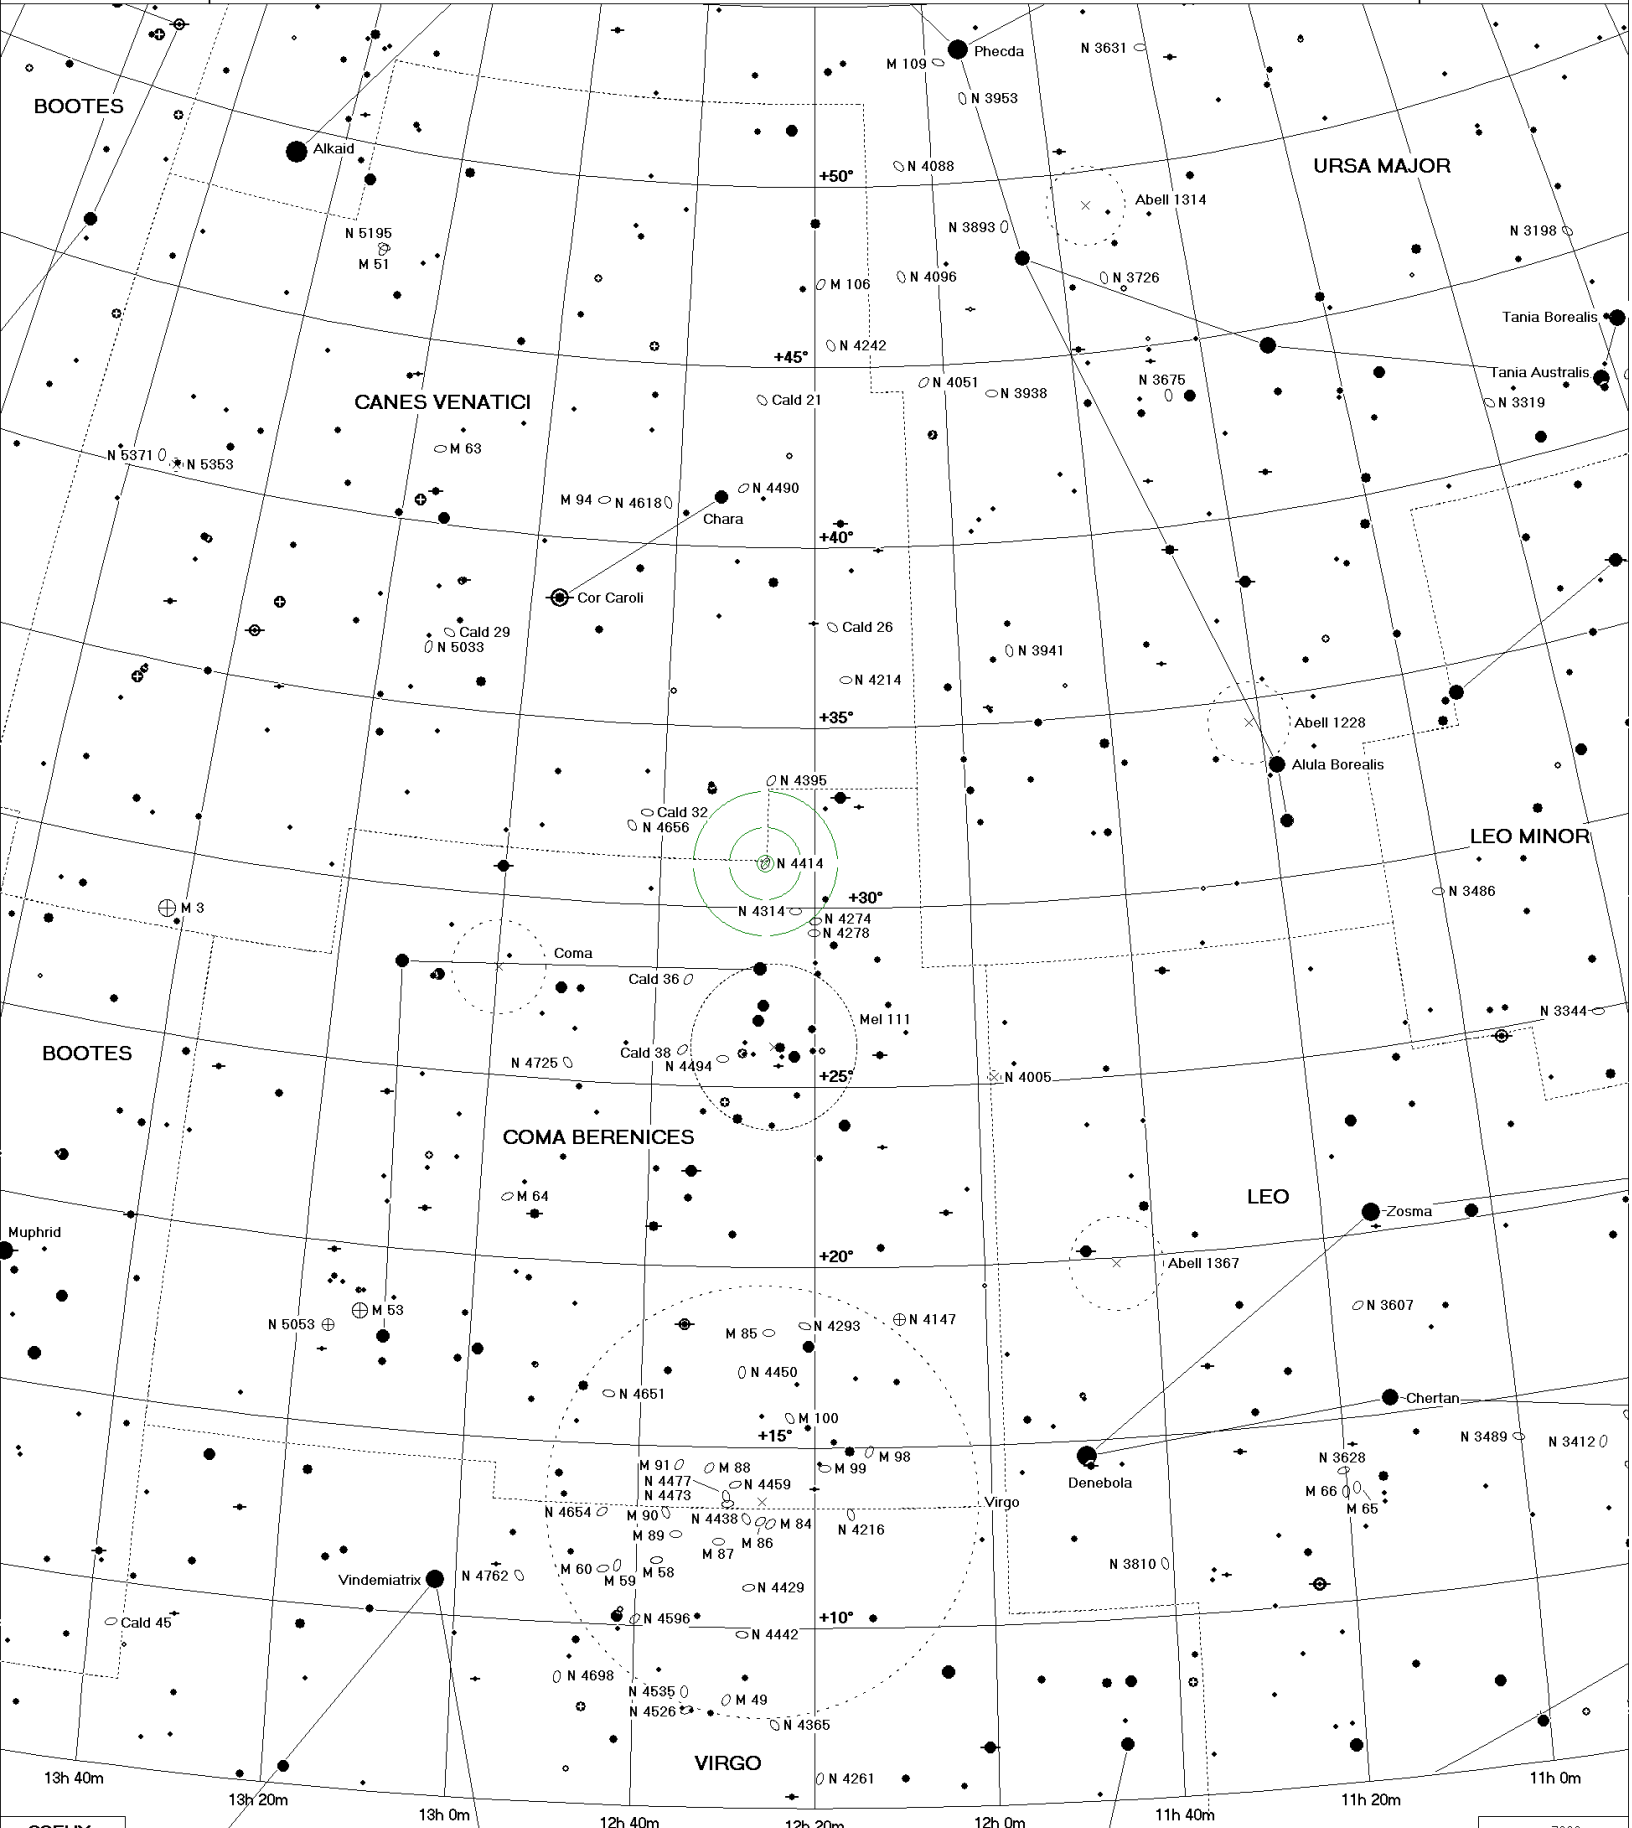 Phecda
N 3631
M 109
N 3953
BOOTES
Alkaid
URSA MAJOR
N 4088
+50°
Abell 1314
N 3893
N 3198
N 5195
M 51
N 4096
N 3726
M 106
Tania Borealis
N 4242
+45°
Tania Australis
N 3675
N 4051
N 3938
N 3319
CANES VENATICI
Cald 21
N 5371
N 5353
M 63
N 4490
M 94
N 4618
Chara
+40°
Cor Caroli
Cald 29
N 5033
Cald 26
N 3941
N 4214
+35°
Abell 1228
Alula Borealis
N 4395
Cald 32
N 4656
LEO MINOR
N 4414
N 3486
+30°
M 3
N 4314
N 4274
N 4278
Coma
Cald 36
N 3344
Mel 111
BOOTES
Cald 38
N 4494
N 4725
+25°
N 4005
COMA BERENICES
M 64
LEO
Zosma
Muphrid
+20°
Abell 1367
M 53
N 5053
N 3607
N 4147
N 4293
M 85
N 4450
N 4651
Chertan
M 100
+15°
N 3489
N 3412
M 98
N 3628
M 91
M 88
M 99
N 4477
N 4459
Denebola
N 4473
M 66
M 65
Virgo
N 4654
M 90
N 4438
M 84
N 4216
M 89
M 86
M 87
N 3810
M 60
M 59
M 58
Vindemiatrix
N 4762
N 4429
Cald 45
N 4596
+10°
N 4442
N 4698
N 4535
M 49
N 4526
N 4365
VIRGO
N 4261
13h 40m
11h 0m
13h 20m
11h 20m
13h 0m
11h 40m
12h 40m
12h 20m
12h 0m